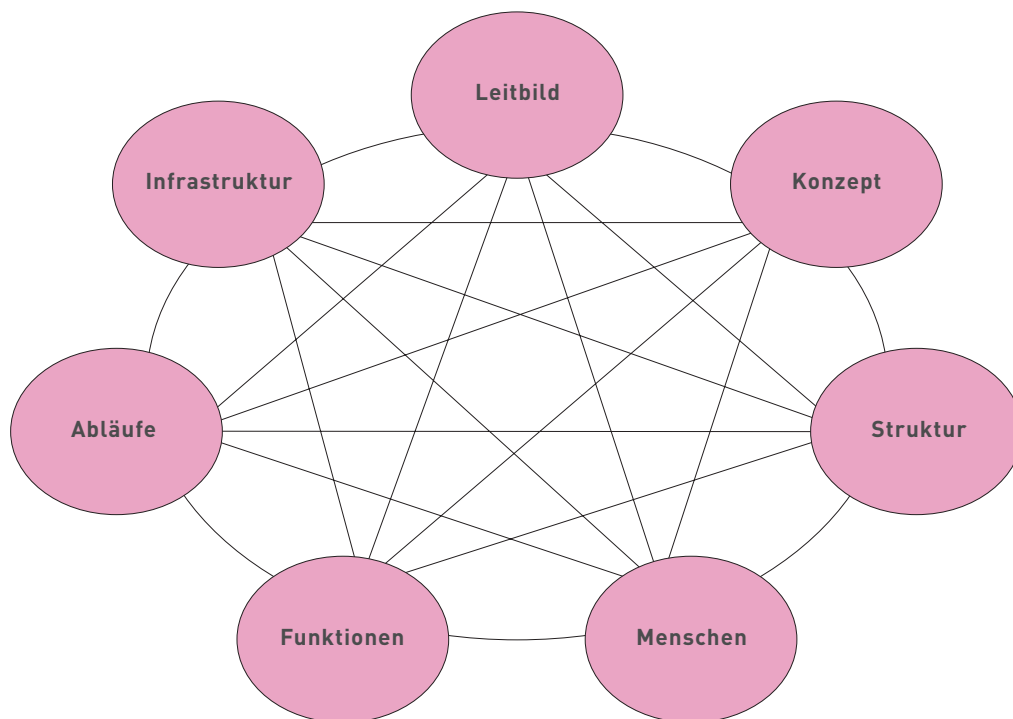 Leitbild
Infrastruktur
Konzept
Abläufe
Struktur
Funktionen
Menschen